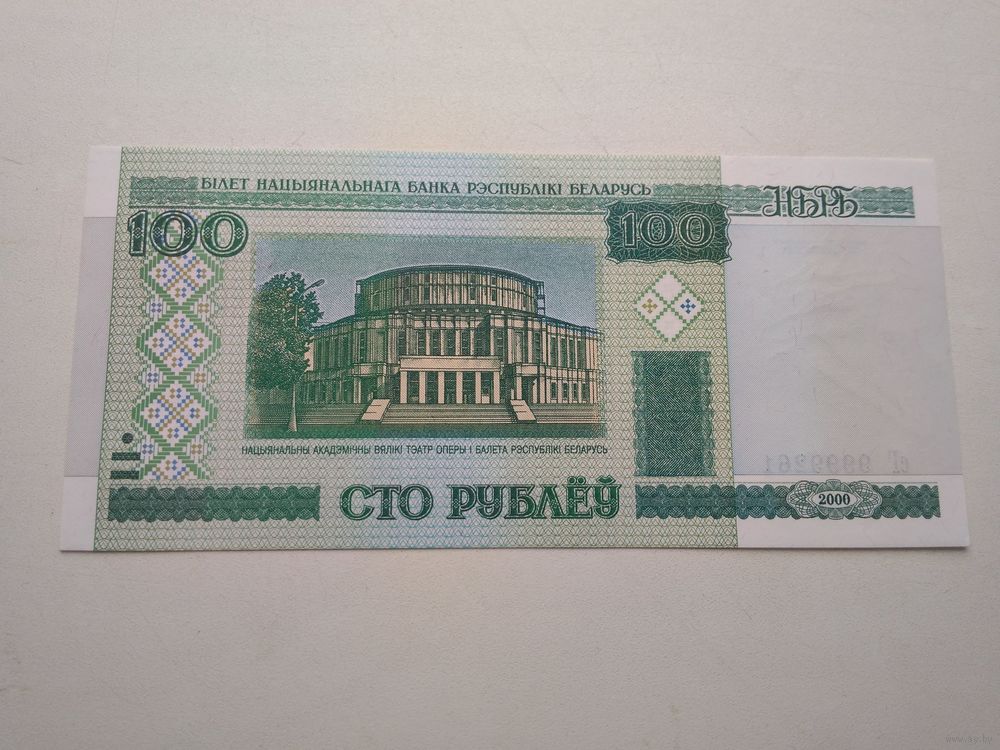 БІЛЕТ НАЦЫЯНАЛЬНАГА БАНКА РЭСПУБЛІКІ БЕЛАРУСЬ
НБРБ
100
100
НАЦЫЯНАЛЬНЫ АКАДЭМІЧНЫ ВЯЛІКІ ТЭАТР ОПЕРЫ І БАЛЕТА РЭСПУБЛІКІ БЕЛАРУСЬ
СТО РУБЛЁЎ
2000